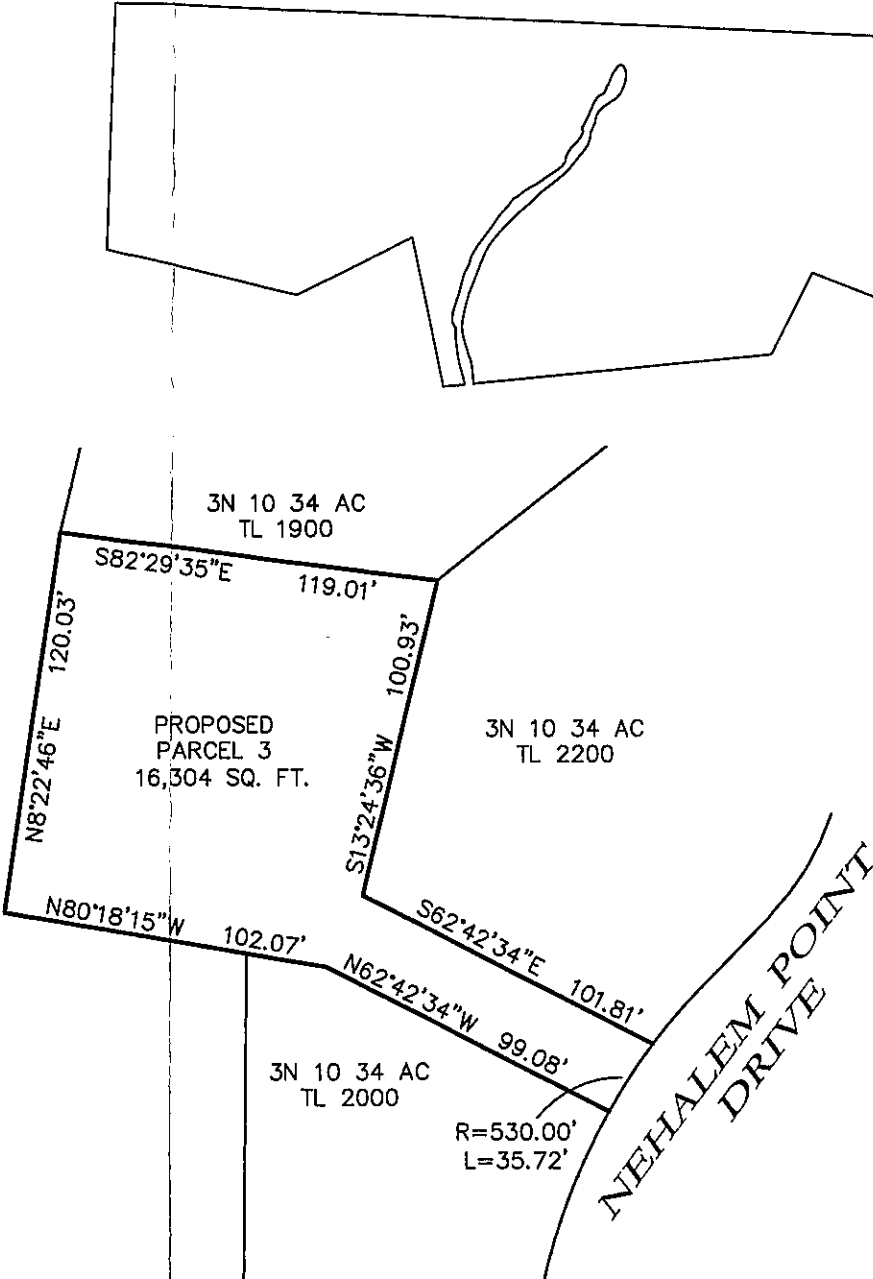 3N 10 34 AC
TL 1900
S82°29'35"E 119.01'
N8°22'46"E 120.03'
S13°24'36"W 100.93'
PROPOSED
PARCEL 3
16,304 SQ. FT.
3N 10 34 AC
TL 2200
N80°18'15"W 102.07'
S62°42'34"E 101.81'
N62°42'34"W 99.08'
3N 10 34 AC
TL 2000
R=530.00'
L=35.72'
NEHALEM POINT
DRIVE